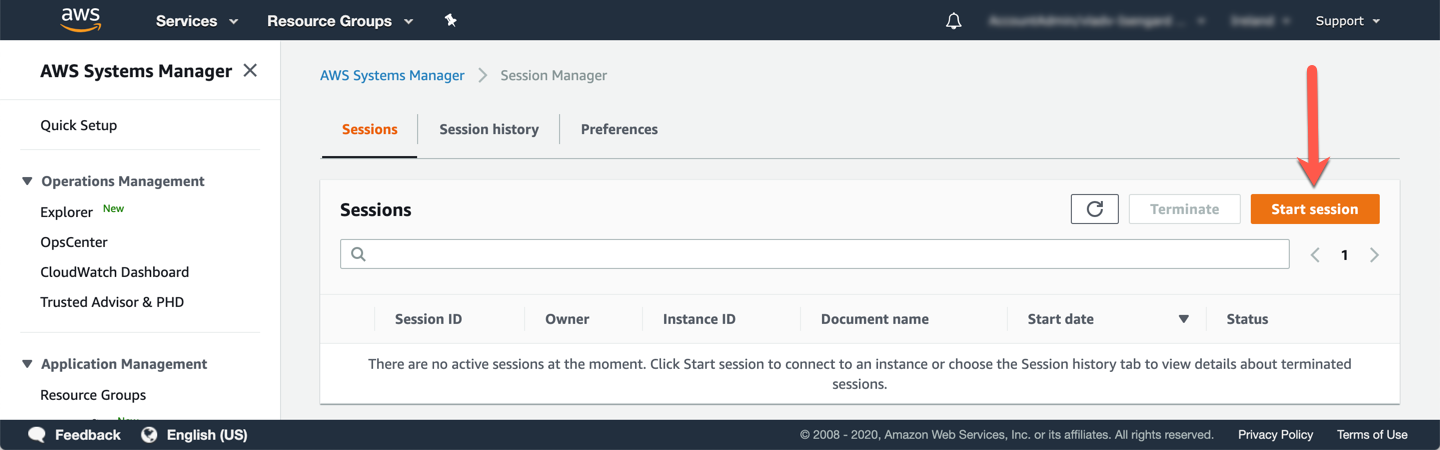 aws Services Resource Groups Support
AWS Systems Manager
AWS Systems Manager Session Manager
Quick Setup
Sessions Session history Preferences
Operations Management
Explorer New
OpsCenter
CloudWatch Dashboard
Trusted Advisor & PHD
Application Management
Resource Groups
Sessions Terminate Start session
1
Session ID Owner Instance ID Document name Start date Status
There are no active sessions at the moment. Click Start session to connect to an instance or choose the Session history tab to view details about terminated
sessions.
Feedback English (US) © 2008 - 2020, Amazon Web Services, Inc. or its affiliates. All rights reserved. Privacy Policy Terms of Use